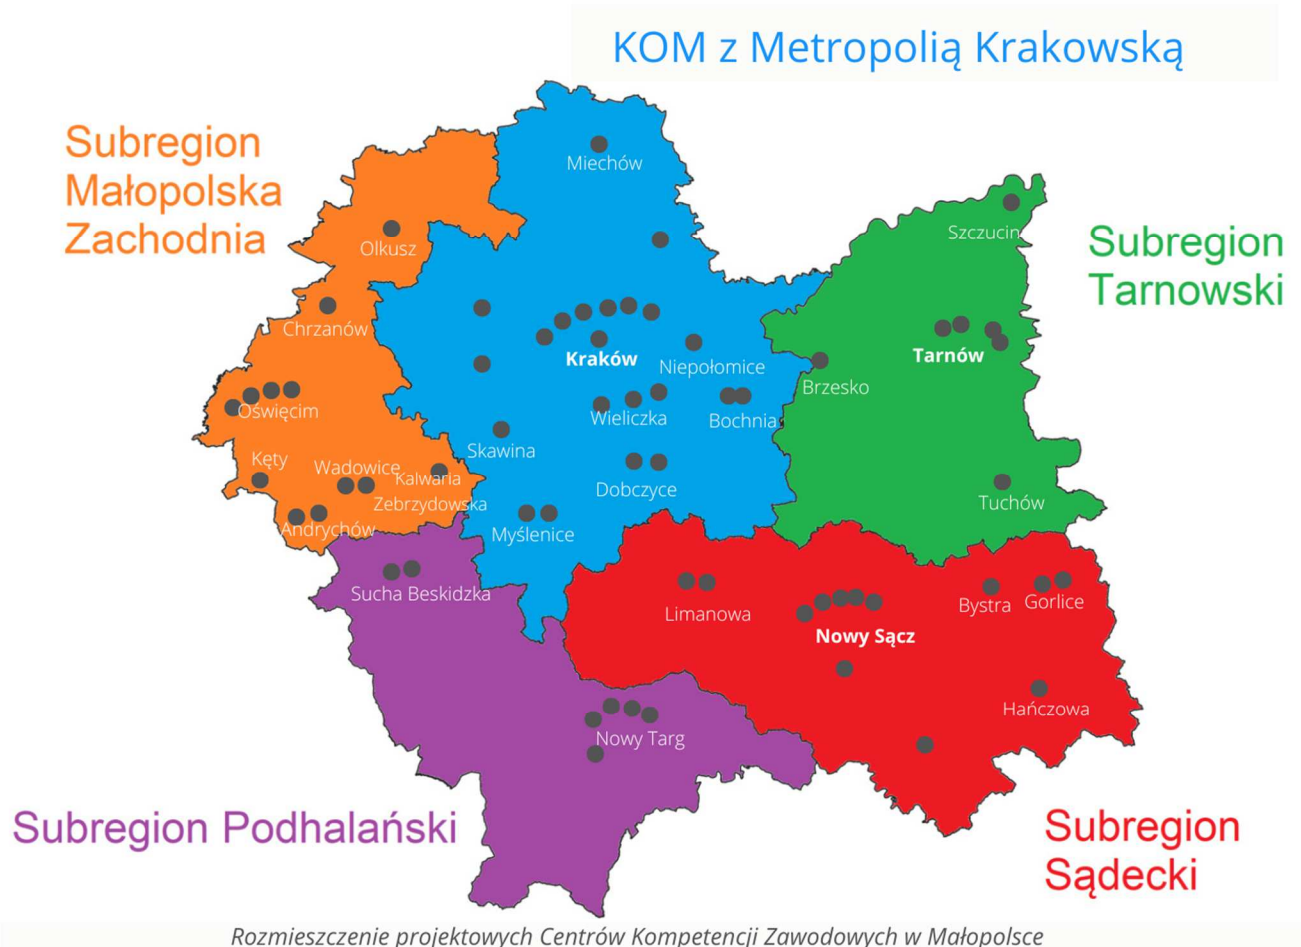 KOM z Metropolią Krakowską
Subregion
Małopolska
Zachodnia
Miechów
Olkusz
Szczucin
Subregion
Tarnowski
Chrzanów
Kraków
Niepołomice
Tarnów
Brzesko
Oświęcim
Wieliczka
Bochnia
Skawina
Kęty
Wadowice
Kalwaria
Zebrzydowska
Dobczyce
Tuchów
Andrychów
Myślenice
Sucha Beskidzka
Limanowa
Bystra
Gorlice
Nowy Sącz
Hańczowa
Nowy Targ
Subregion Podhalański
Subregion
Sądecki
Rozmieszczenie projektowych Centrów Kompetencji Zawodowych w Małopolsce